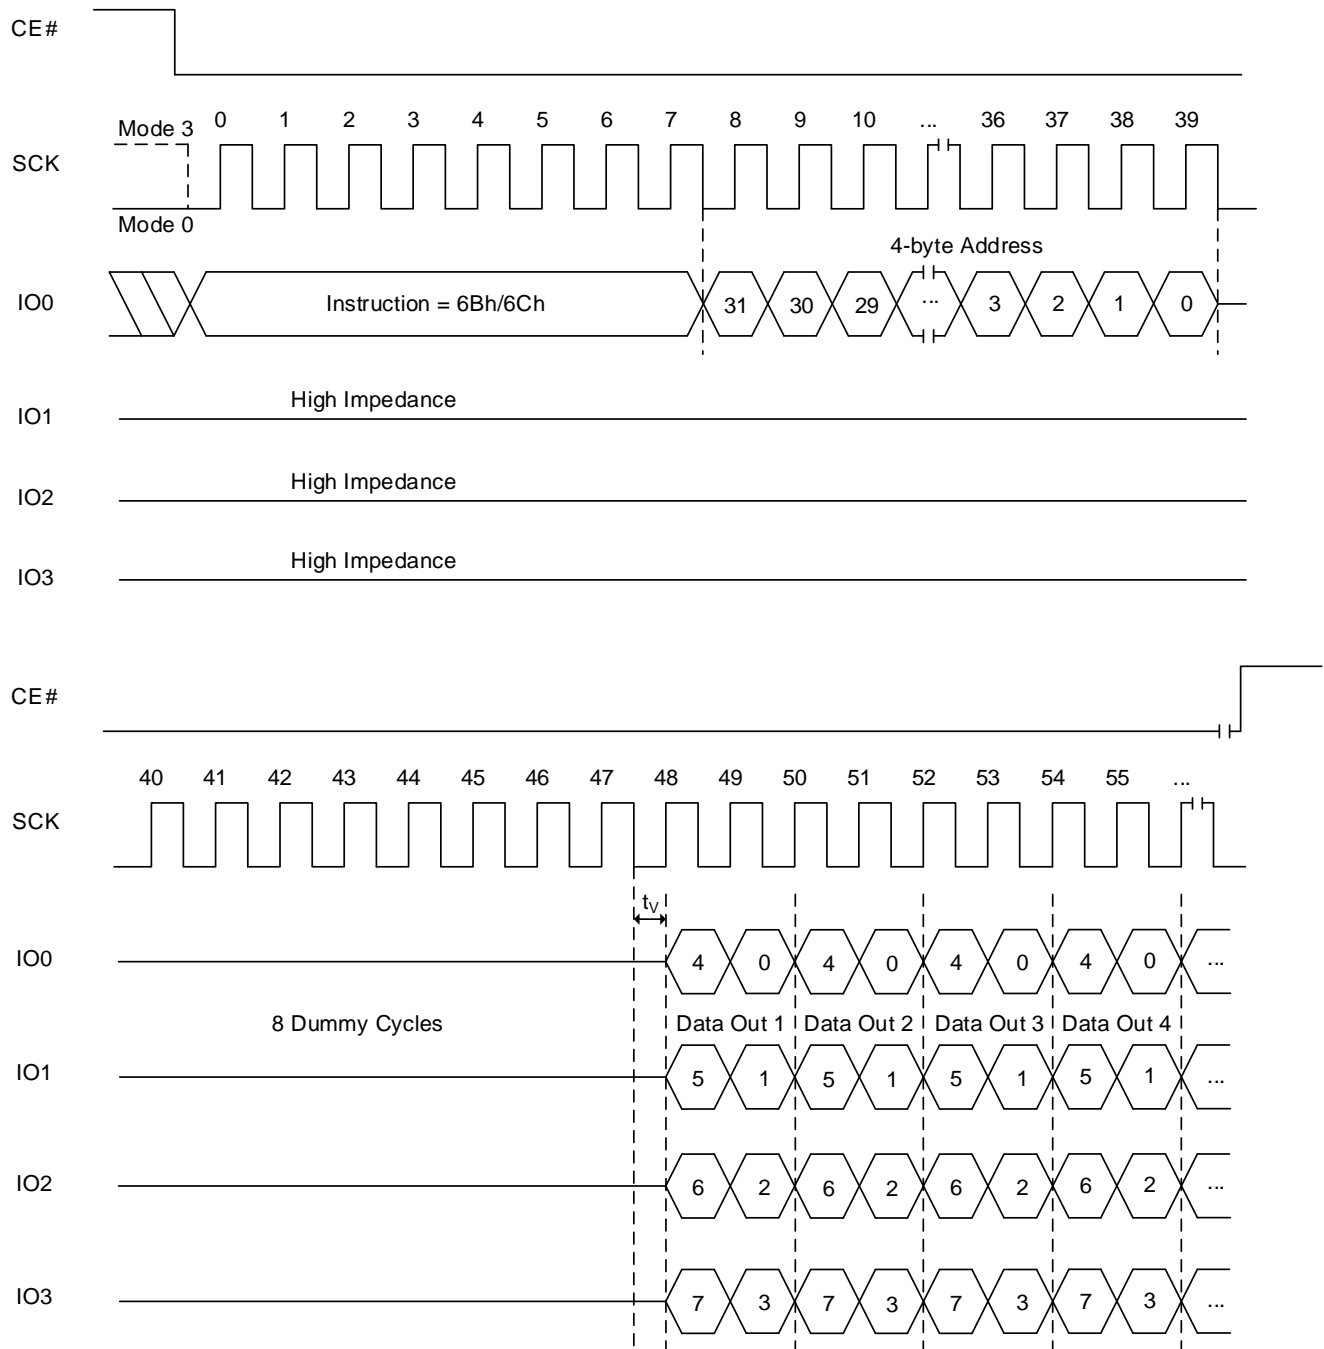 CE#
Mode 3 0 1 2 3 4 5 6 7 8 9 10 ... 36 37 38 39
SCK
Mode 0
4-byte Address
IO0 Instruction = 6Bh/6Ch 31 30 29 ... 3 2 1 0
High Impedance
IO1
High Impedance
IO2
High Impedance
IO3
CE#
40 41 42 43 44 45 46 47 48 49 50 51 52 53 54 55 ...
SCK
tV
IO0 4 0 4 0 4 0 4 0 ...
8 Dummy Cycles Data Out 1 Data Out 2 Data Out 3 Data Out 4
IO1 5 1 5 1 5 1 5 1 ...
IO2 6 2 6 2 6 2 6 2 ...
IO3 7 3 7 3 7 3 7 3 ...